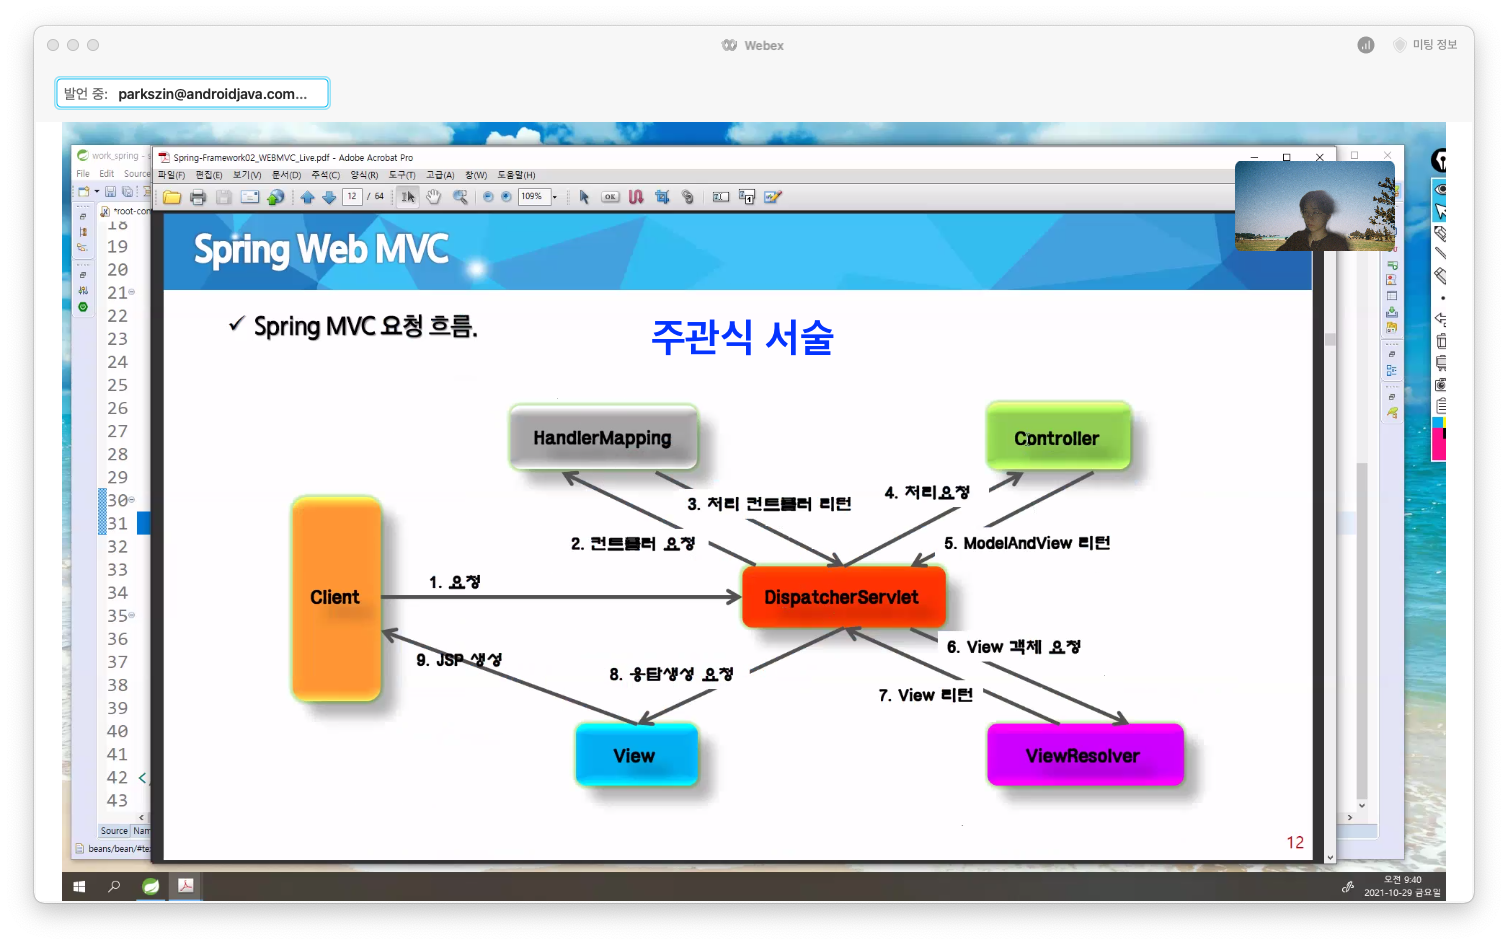 Webex
미팅 정보
발언 중: parkszin@androidjava.com...
work_spring - s
Spring-Framework02_WEBMVC_Live.pdf - Adobe Acrobat Pro
File Edit Source
파일(F) 편집(E) 보기(V) 문서(D) 주석(C) 양식(R) 도구(T) 고급(A) 창(W) 도움말(H)
12 / 64
OK
109%
*root-con
18
19
20
21
22
23
24
25
26
27
28
29
30
31
32
33
34
35
36
37
38
39
40
41
42 </
43
Source Nam
beans/bean/#te
Spring Web MVC
✓ Spring MVC 요청 흐름.
주관식 서술
HandlerMapping
Controller
3. 처리 컨트롤러 리턴
4. 처리요청
2. 컨트롤러 요청
5. ModelAndView 리턴
1. 요청
Client
DispatcherServlet
6. View 객체 요청
9. JSP 생성
8. 응답생성 요청
7. View 리턴
View
ViewResolver
12
오전 9:40
2021-10-29 금요일